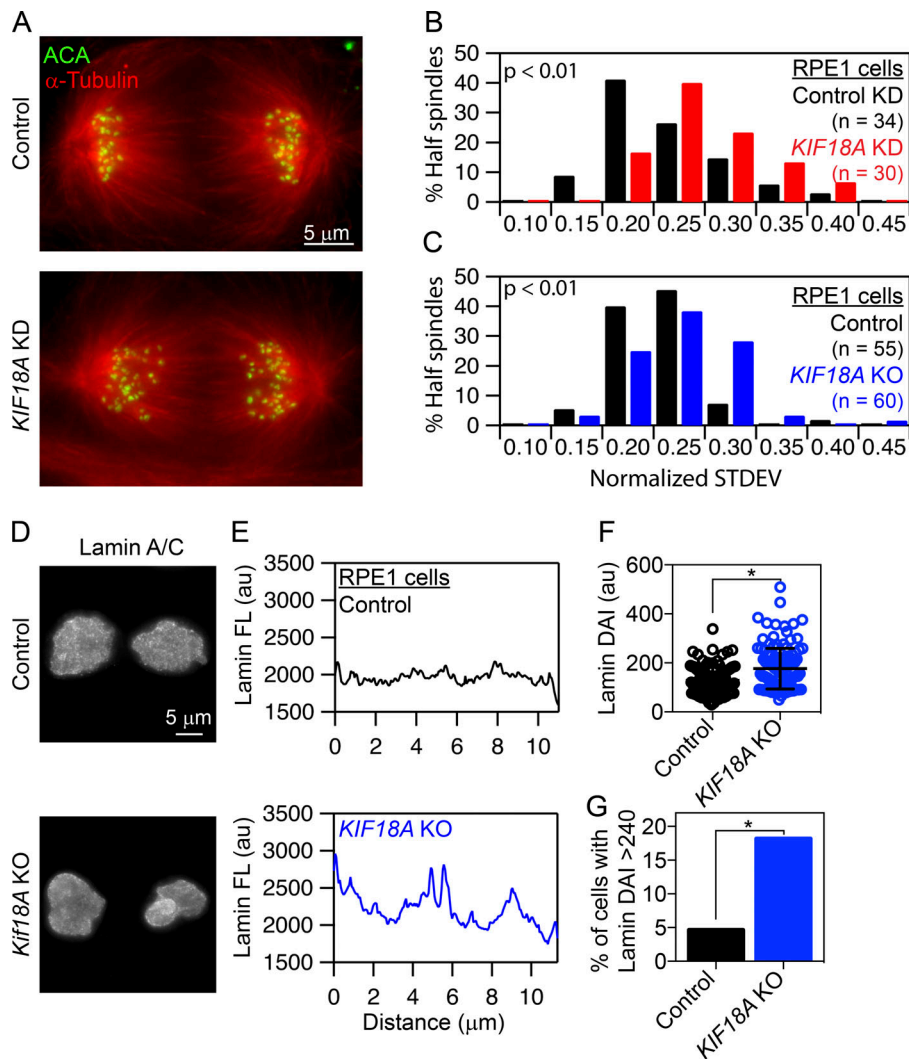 A
ACA
α-Tubulin
Control
5 μm
KIF18A KD
B
50
40
30
20
10
0
% Half spindles
p < 0.01
RPE1 cells
Control KD
(n = 34)
KIF18A KD
(n = 30)
0.10 0.15 0.20 0.25 0.30 0.35 0.40 0.45
C
50
40
30
20
10
0
% Half spindles
p < 0.01
RPE1 cells
Control
(n = 55)
KIF18A KO
(n = 60)
0.10 0.15 0.20 0.25 0.30 0.35 0.40 0.45
Normalized STDEV
D
Lamin A/C
Control
5 μm
Kif18A KO
E
3500
3000
2500
2000
1500
Lamin FL (au)
RPE1 cells
Control
0 2 4 6 8 10
3500
3000
2500
2000
1500
Lamin FL (au)
KIF18A KO
0 2 4 6 8 10
Distance (μm)
F
600
400
200
0
Lamin DAI (au)
*
Control
KIF18A KO
G
20
15
10
5
0
% of cells with
Lamin DAI >240
*
Control
KIF18A KO